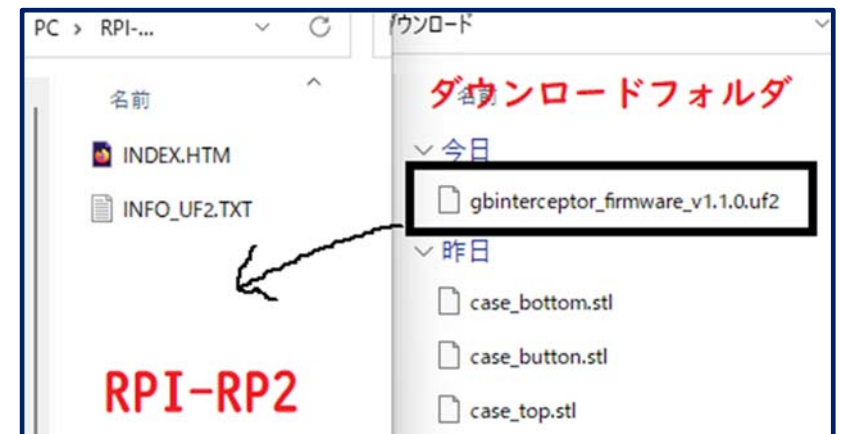 PC > RPI-...
名前
INDEX.HTM
INFO_UF2.TXT
RPI-RP2
ダウンロード
ダウンロードフォルダ
名前
今日
gbinterceptor_firmware_v1.1.0.uf2
昨日
case_bottom.stl
case_button.stl
case_top.stl